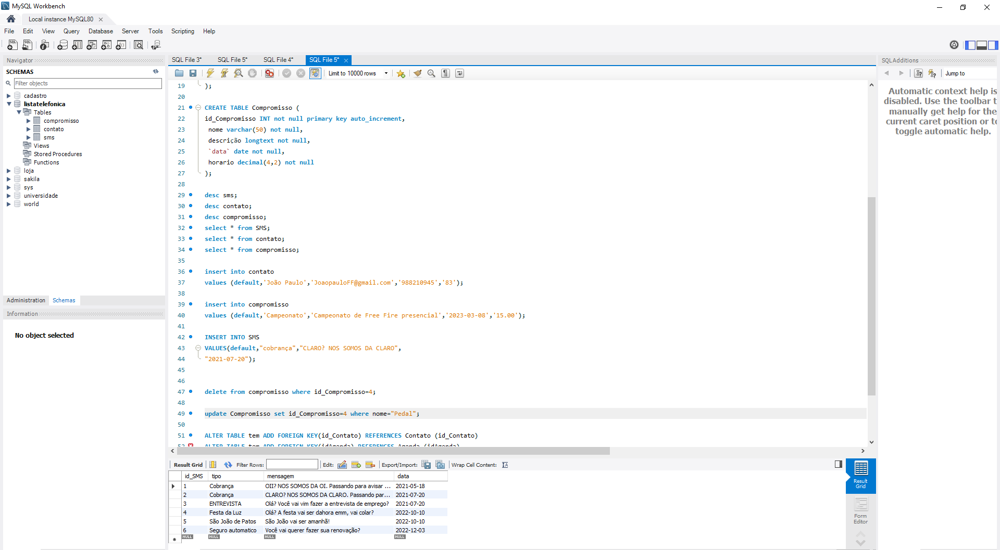 MySQL Workbench
Local instance MySQL80
File Edit View Query Database Server Tools Scripting Help
Navigator
SCHEMAS
Filter objects
cadastro
listatelefonica
Tables
compromisso
contato
sms
Views
Stored Procedures
Functions
loja
sakila
sys
universidade
world
Administration Schemas
Information
No object selected
SQL File 3* SQL File 5* SQL File 4* SQL File 5*
Limit to 10000 rows
19 );
20
21 CREATE TABLE Compromisso (
22 id_Compromisso INT not null primary key auto_increment,
23 nome varchar(50) not null,
24 descrição longtext not null,
25 `data` date not null,
26 horario decimal(4,2) not null
27 );
28
29 desc sms;
30 desc contato;
31 desc compromisso;
32 select * from SMS;
33 select * from contato;
34 select * from compromisso;
35
36 insert into contato
37 values (default,'João Paulo','JoaopauloFF@gmail.com','988210945','83');
38
39 insert into compromisso
40 values (default,'Campeonato','Campeonato de Free Fire presencial','2023-03-08','15.00');
41
42 INSERT INTO SMS
43 VALUES(default,"cobrança","CLARO? NOS SOMOS DA CLARO",
44 "2021-07-20");
45
46
47 delete from compromisso where id_Compromisso=4;
48
49 update Compromisso set id_Compromisso=4 where nome="Pedal";
50
51 ALTER TABLE tem ADD FOREIGN KEY(id_Contato) REFERENCES Contato (id_Contato)
52 ALTER TABLE tem ADD FOREIGN KEY(idAgenda) REFERENCES Agenda (idAgenda)
Result Grid Filter Rows: Edit: Export/Import: Wrap Cell Content:
id_SMS tipo mensagem data
1 Cobrança OII? NOS SOMOS DA OI. Passando para avisar ... 2021-05-18
2 Cobrança CLARO? NOS SOMOS DA CLARO. Passando par... 2021-07-20
3 ENTREVISTA Olá? Você vai vim fazer a entrevista de emprego? 2021-07-20
4 Festa da Luz Olá? A festa vai ser dahora emm, vai colar? 2022-10-10
5 São João de Patos São João vai ser amanhã! 2022-10-10
6 Seguro automatico Você vai querer fazer sua renovação? 2022-12-03
NULL NULL NULL NULL
Result
Grid
Form
Editor
SQLAdditions
Jump to
Automatic context help is
disabled. Use the toolbar t
manually get help for the
current caret position or to
toggle automatic help.